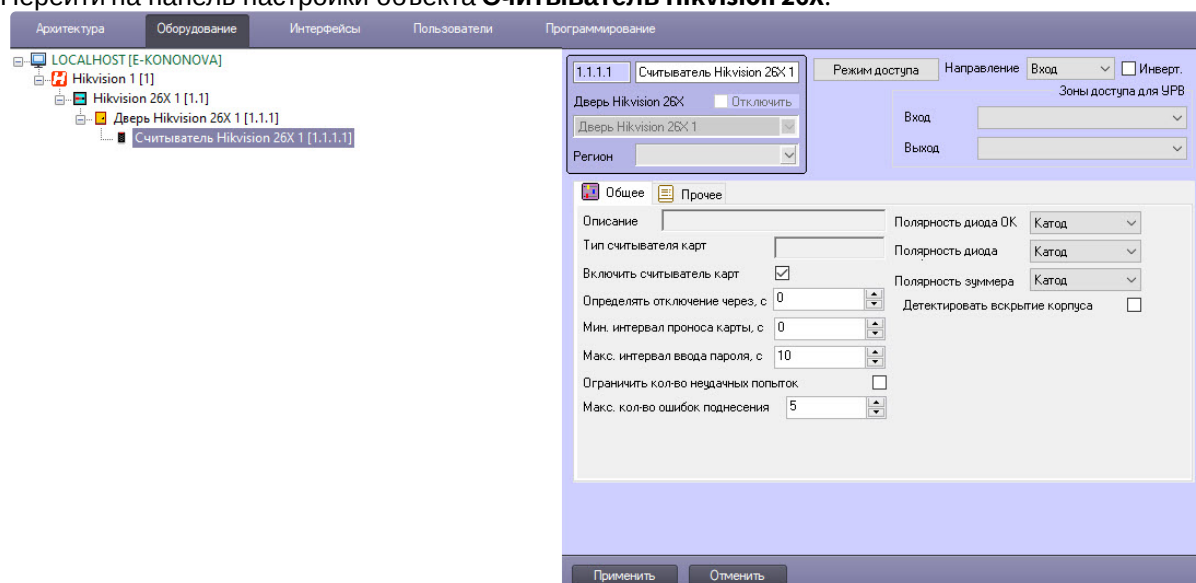 Перейти на панель настройки объекта Считыватель Hikvision 26X.
Архитектура Оборудование Интерфейсы Пользователи Программирование
LOCALHOST [E-KONONOVA]
Hikvision 1 [1]
Hikvision 26X 1 [1.1]
Дверь Hikvision 26X 1 [1.1.1]
Считыватель Hikvision 26X 1 [1.1.1.1]
1.1.1.1 Считыватель Hikvision 26X 1 Режим доступа Направление Вход Инверт.
Дверь Hikvision 26X Отключить
Зоны доступа для УРВ
Дверь Hikvision 26X 1
Вход
Регион
Выход
Общее Прочее
Описание
Полярность диода ОК Катод
Тип считывателя карт
Полярность диода Катод
Включить считыватель карт
Полярность зуммера Катод
Определять отключение через, с 0
Детектировать вскрытие корпуса
Мин. интервал проноса карты, с 0
Макс. интервал ввода пароля, с 10
Ограничить кол-во неудачных попыток
Макс. кол-во ошибок поднесения 5
Применить Отменить